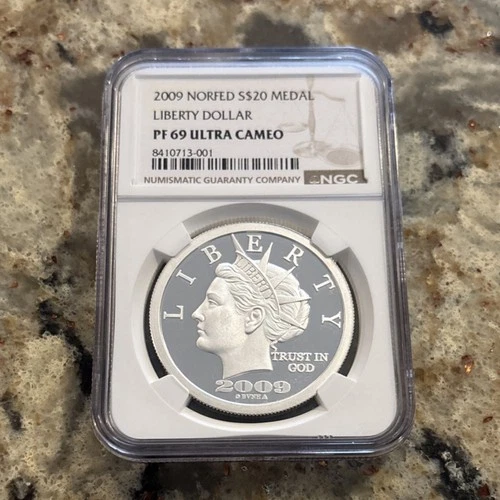 2009 NORFED S$20 MEDAL
LIBERTY DOLLAR
PF 69 ULTRA CAMEO
8410713-001
NUMISMATIC GUARANTY COMPANY NGC
LIBERTY
LIBERTY
TRUST IN
GOD
2009